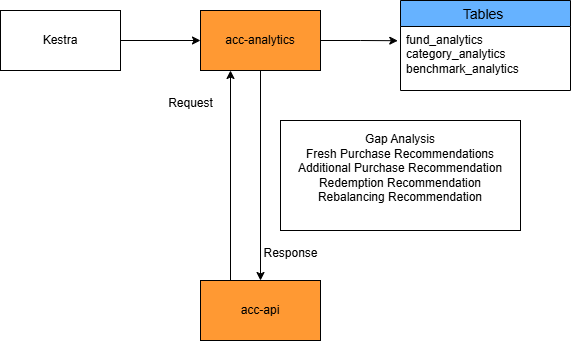 Kestra
acc-analytics
Tables
fund_analytics
category_analytics
benchmark_analytics
Request
Gap Analysis
Fresh Purchase Recommendations
Additional Purchase Recommendation
Redemption Recommendation
Rebalancing Recommendation
Response
acc-api